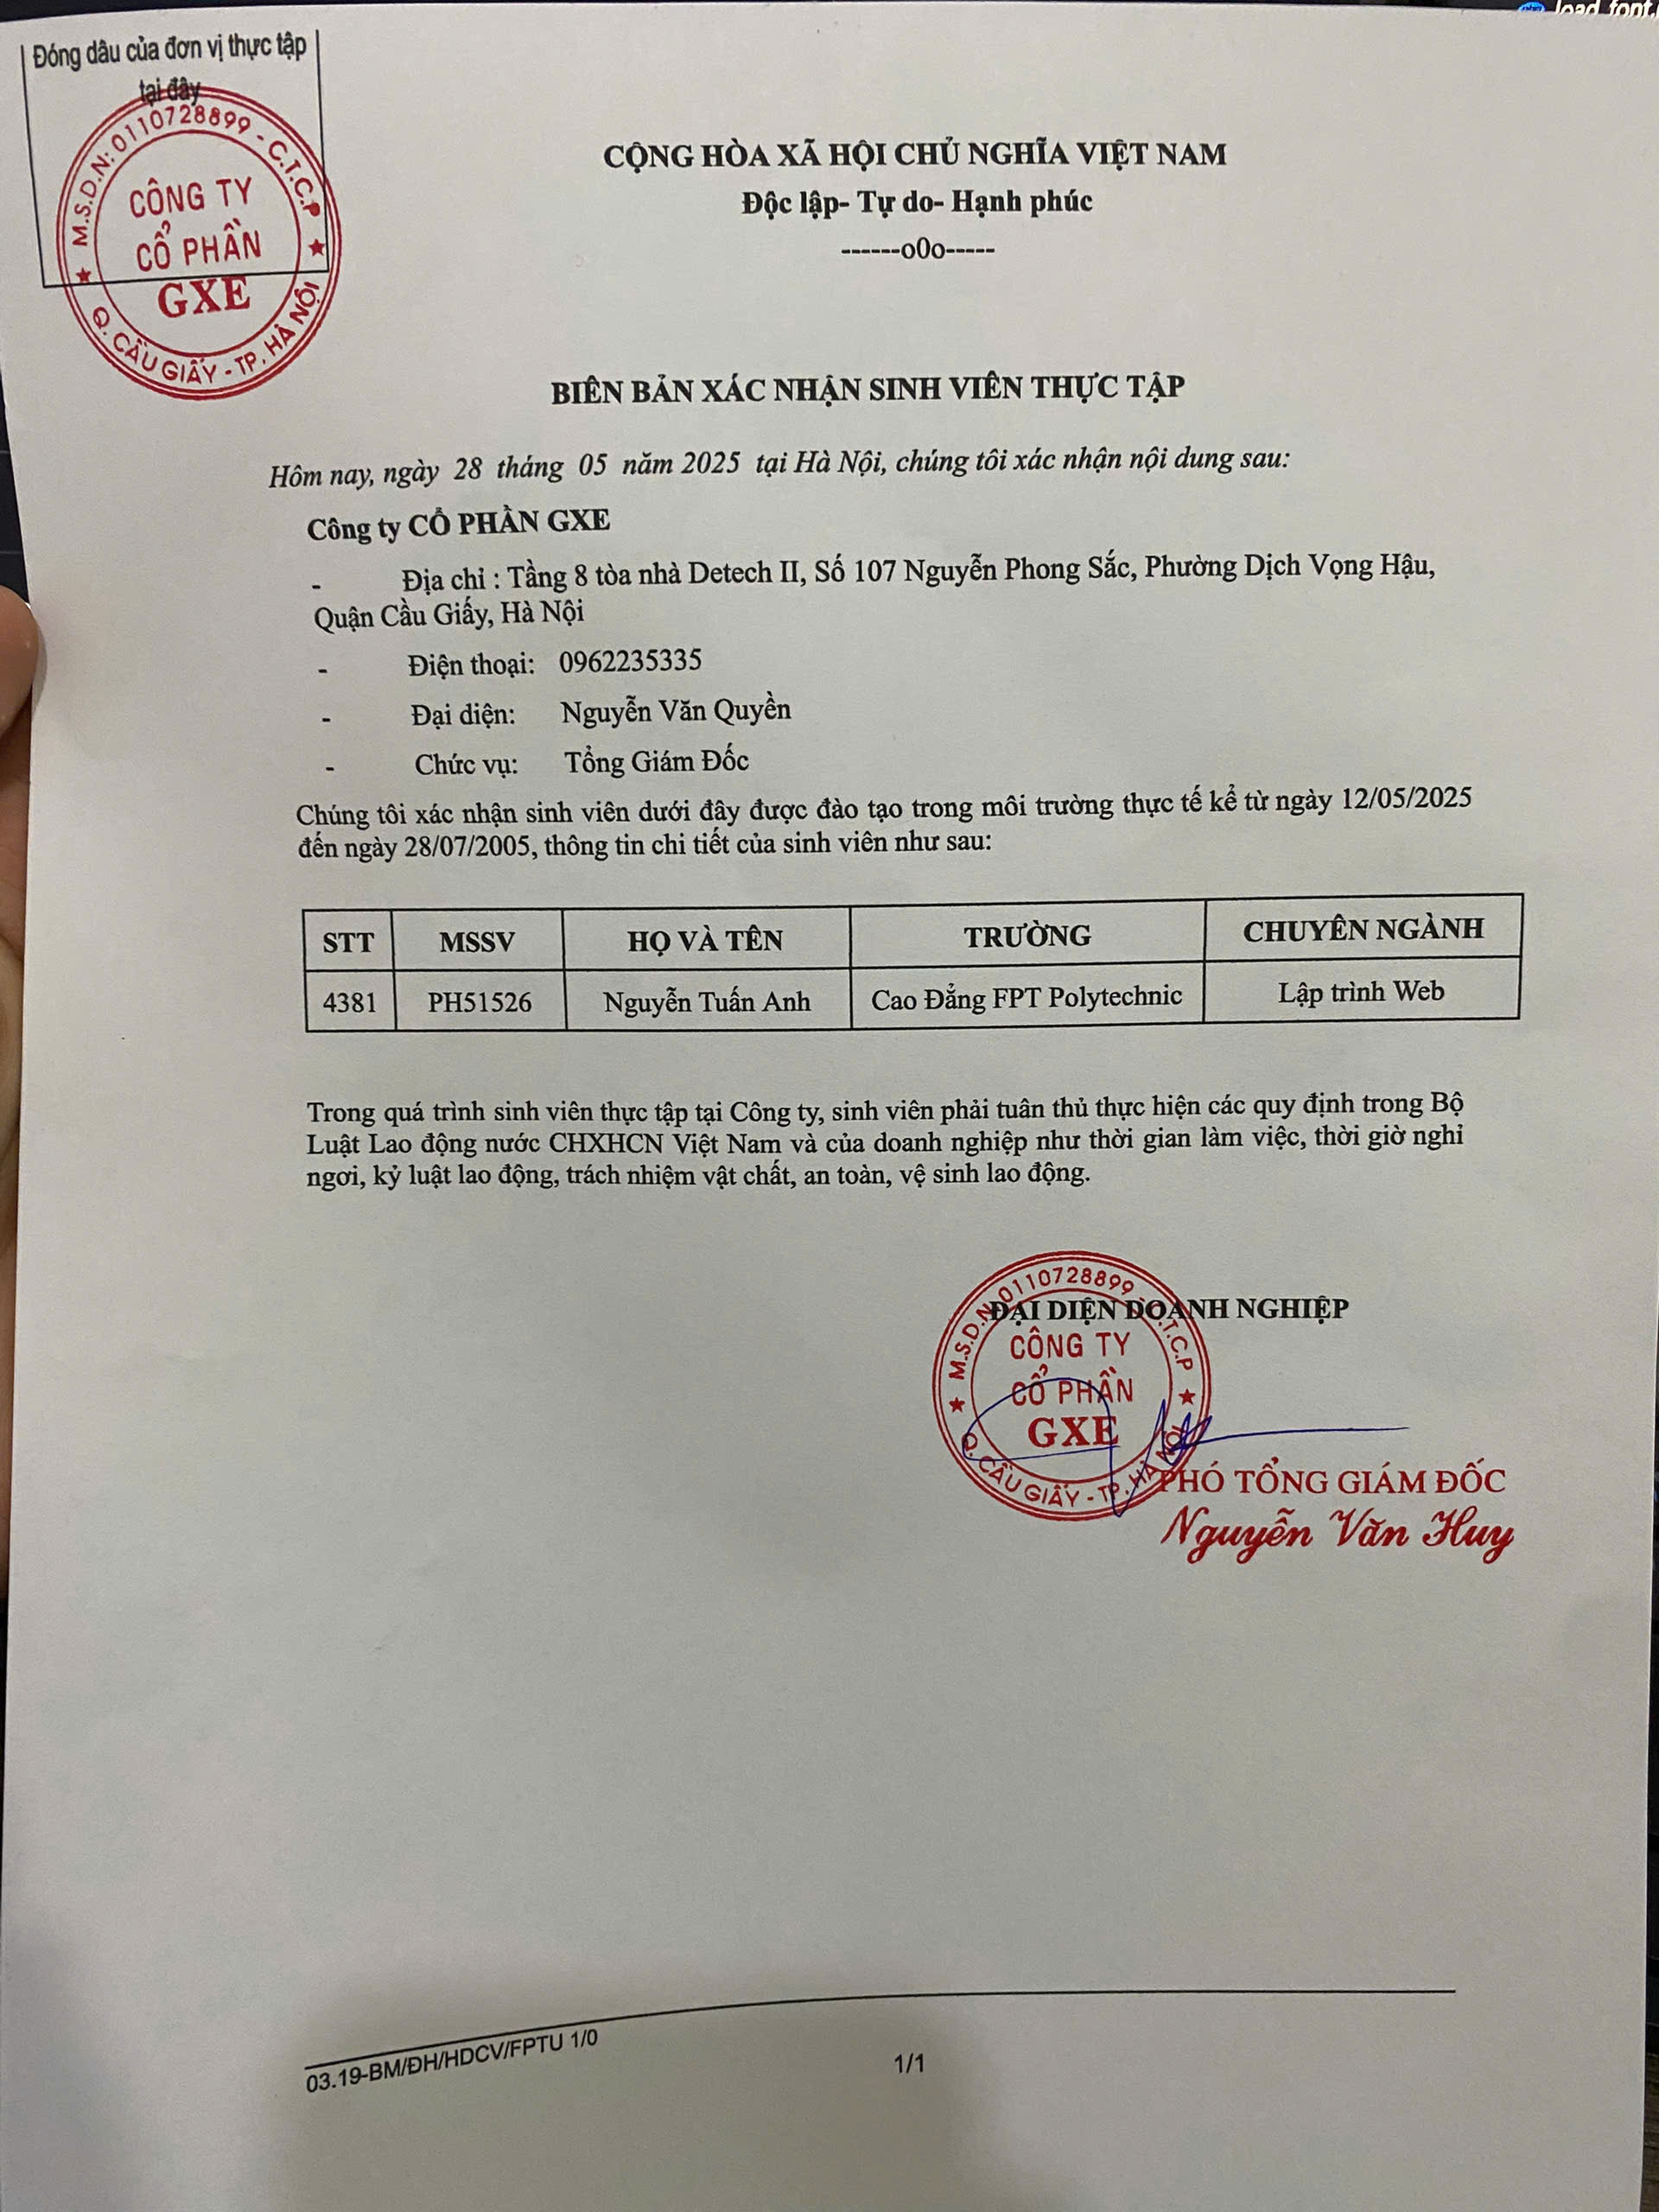 load_font.
Đóng dấu của đơn vị thực tập
tại đây
M.S.D.N: 0110728899 - C.T.C.P
CÔNG TY
CỔ PHẦN
GXE
Q. CẦU GIẤY - TP. HÀ NỘI
CỘNG HÒA XÃ HỘI CHỦ NGHĨA VIỆT NAM
Độc lập- Tự do- Hạnh phúc
------o0o-----
BIÊN BẢN XÁC NHẬN SINH VIÊN THỰC TẬP
Hôm nay, ngày 28 tháng 05 năm 2025 tại Hà Nội, chúng tôi xác nhận nội dung sau:
Công ty CỔ PHẦN GXE
- Địa chỉ : Tầng 8 tòa nhà Detech II, Số 107 Nguyễn Phong Sắc, Phường Dịch Vọng Hậu,
Quận Cầu Giấy, Hà Nội
- Điện thoại: 0962235335
- Đại diện: Nguyễn Văn Quyền
- Chức vụ: Tổng Giám Đốc
Chúng tôi xác nhận sinh viên dưới đây được đào tạo trong môi trường thực tế kể từ ngày 12/05/2025
đến ngày 28/07/2005, thông tin chi tiết của sinh viên như sau:
STT MSSV HỌ VÀ TÊN TRƯỜNG CHUYÊN NGÀNH
4381 PH51526 Nguyễn Tuấn Anh Cao Đẳng FPT Polytechnic Lập trình Web
Trong quá trình sinh viên thực tập tại Công ty, sinh viên phải tuân thủ thực hiện các quy định trong Bộ
Luật Lao động nước CHXHCN Việt Nam và của doanh nghiệp như thời gian làm việc, thời giờ nghỉ
ngơi, kỷ luật lao động, trách nhiệm vật chất, an toàn, vệ sinh lao động.
ĐẠI DIỆN DOANH NGHIỆP
M.S.D.N: 0110728899 - C.T.C.P
CÔNG TY
CỔ PHẦN
GXE
Q. CẦU GIẤY - TP. HÀ NỘI
PHÓ TỔNG GIÁM ĐỐC
Nguyễn Văn Huy
03.19-BM/ĐH/HDCV/FPTU 1/0
1/1